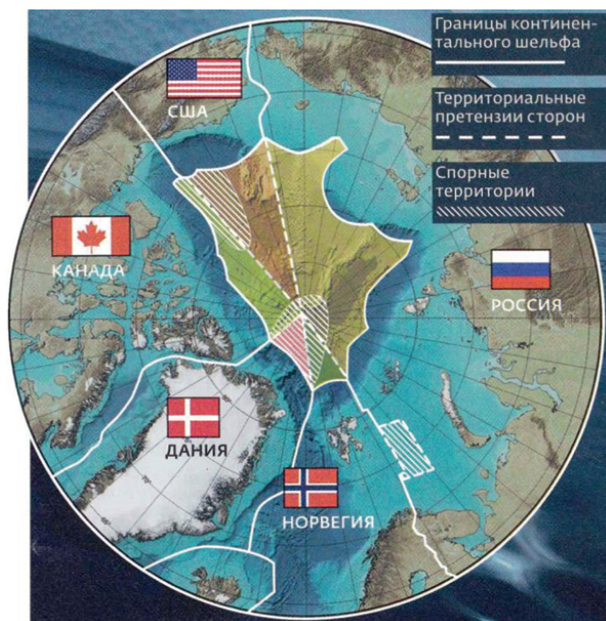 Границы континен-
тального шельфа
Территориальные
претензии сторон
Спорные
территории
США
КАНАДА
РОССИЯ
ДАНИЯ
НОРВЕГИЯ